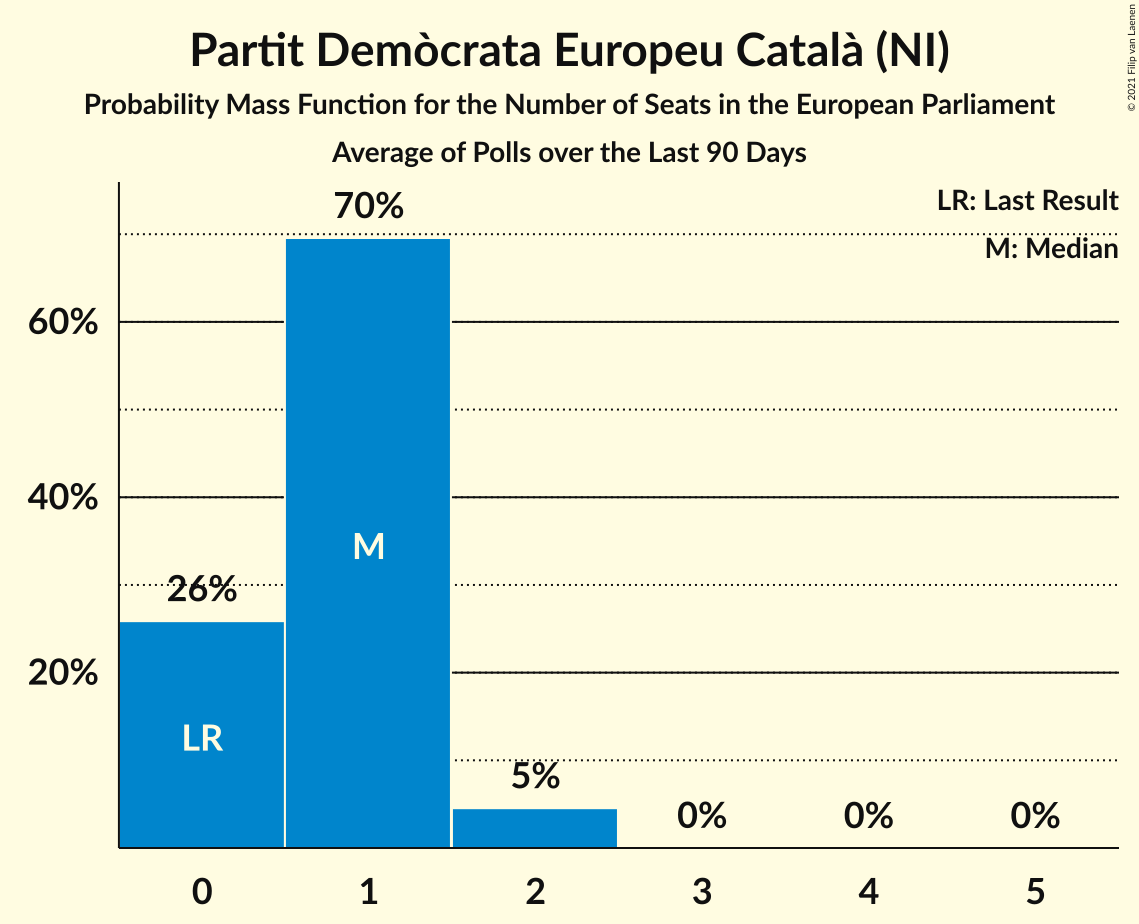 Partit Demòcrata Europeu Català (NI)
Probability Mass Function for the Number of Seats in the European Parliament
Average of Polls over the Last 90 Days
© 2021 Filip van Laenen
LR: Last Result
M: Median
70%
60%
40%
M
26%
20%
LR
5%
0% 0% 0%
0 1 2 3 4 5